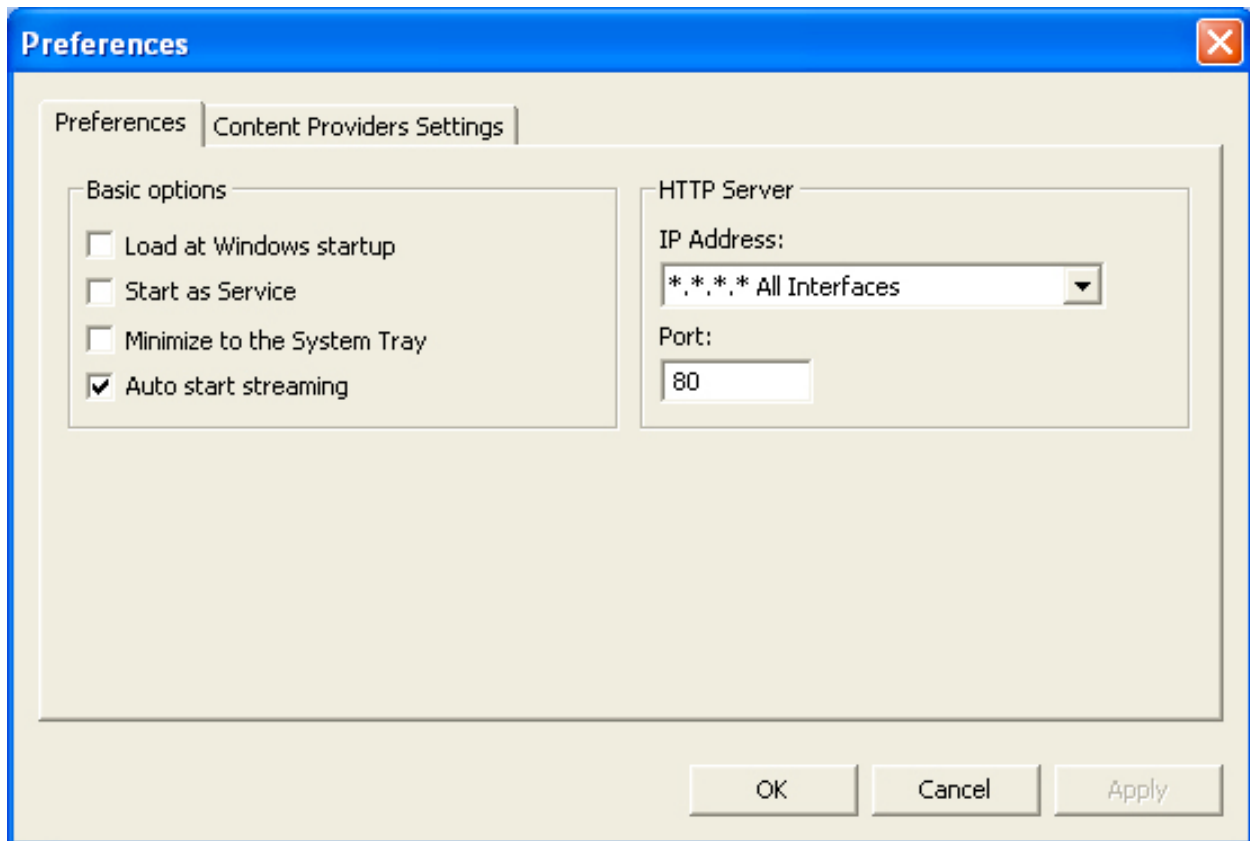 Preferences
Preferences
Content Providers Settings
Basic options
Load at Windows startup
Start as Service
Minimize to the System Tray
Auto start streaming
HTTP Server
IP Address:
*.*.*.* All Interfaces
Port:
80
OK
Cancel
Apply